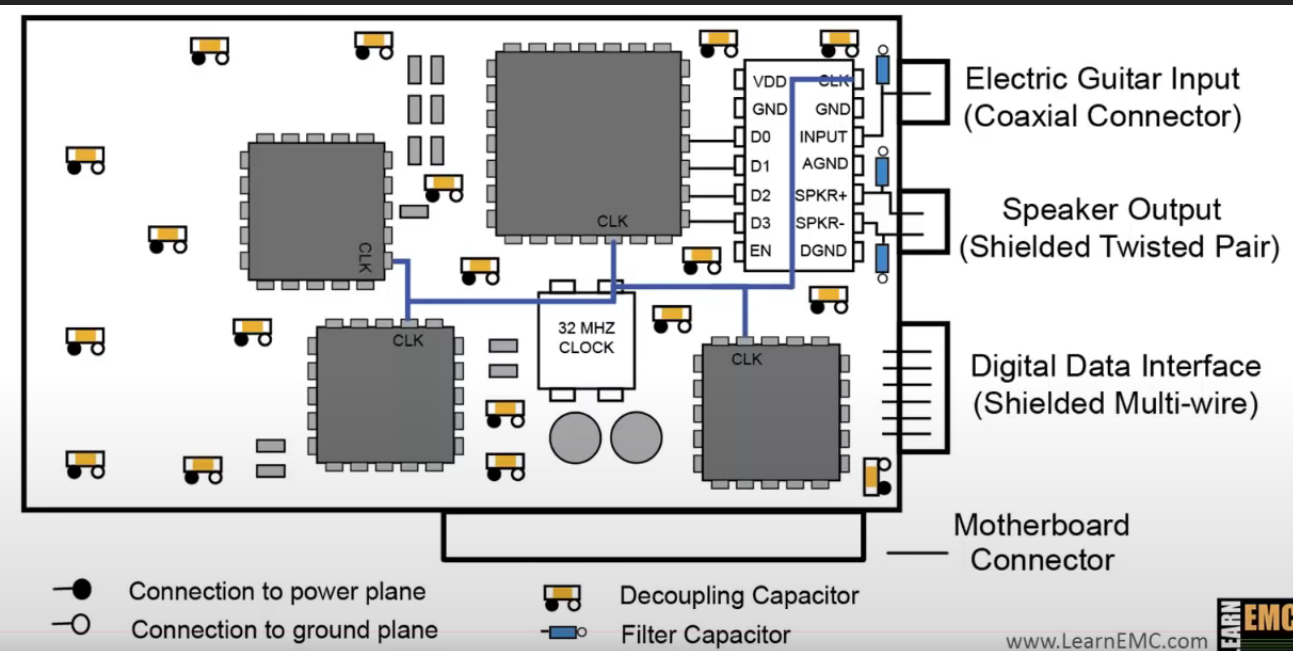 Electric Guitar Input
(Coaxial Connector)
VDD CLK
GND GND
D0 INPUT
D1 AGND
D2 SPKR+
D3 SPKR-
EN DGND
Speaker Output
(Shielded Twisted Pair)
CLK
CLK
32 MHZ
CLOCK
CLK
CLK
Digital Data Interface
(Shielded Multi-wire)
Motherboard
Connector
Connection to power plane
Connection to ground plane
Decoupling Capacitor
Filter Capacitor
www.LearnEMC.com
LEARN
EMC